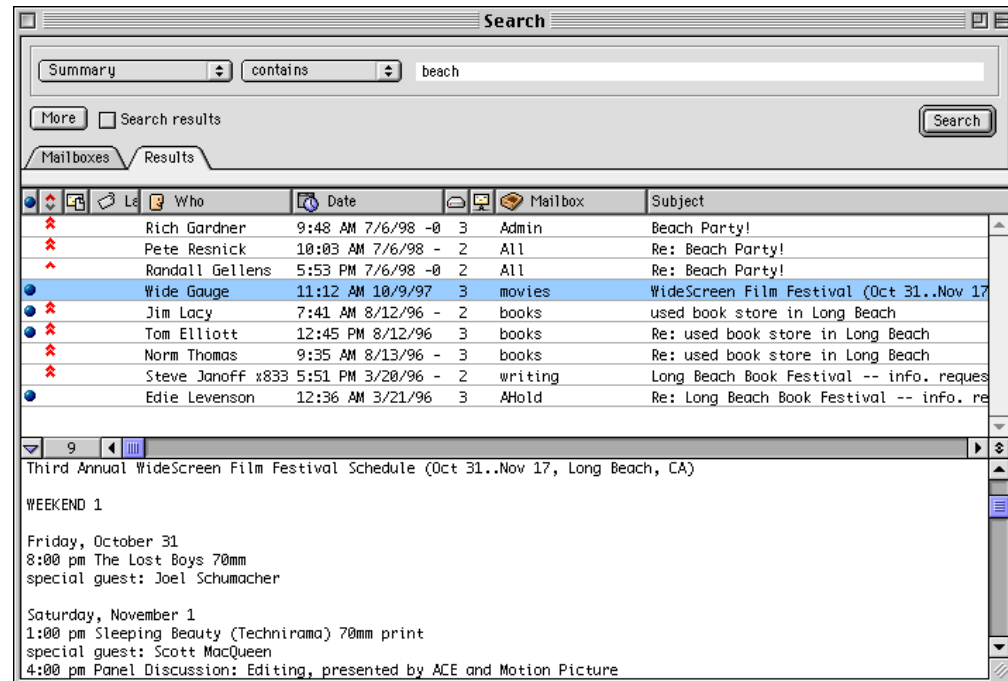 Search
Summary contains beach
More Search results Search
Mailboxes Results
La Who Date Mailbox Subject
Rich Gardner 9:48 AM 7/6/98 -0 3 Admin Beach Party!
Pete Resnick 10:03 AM 7/6/98 - 2 All Re: Beach Party!
Randall Gellens 5:53 PM 7/6/98 -0 2 All Re: Beach Party!
Wide Gauge 11:12 AM 10/9/97 3 movies WideScreen Film Festival (Oct 31..Nov 17
Jim Lacy 7:41 AM 8/12/96 - 2 books used book store in Long Beach
Tom Elliott 12:45 PM 8/12/96 3 books Re: used book store in Long Beach
Norm Thomas 9:35 AM 8/13/96 - 3 books Re: used book store in Long Beach
Steve Janoff x833 5:51 PM 3/20/96 - 2 writing Long Beach Book Festival -- info. reques
Edie Levenson 12:36 AM 3/21/96 3 AHold Re: Long Beach Book Festival -- info. re
9
Third Annual WideScreen Film Festival Schedule (Oct 31..Nov 17, Long Beach, CA)
WEEKEND 1
Friday, October 31
8:00 pm The Lost Boys 70mm
special guest: Joel Schumacher
Saturday, November 1
1:00 pm Sleeping Beauty (Technirama) 70mm print
special guest: Scott MacQueen
4:00 pm Panel Discussion: Editing, presented by ACE and Motion Picture